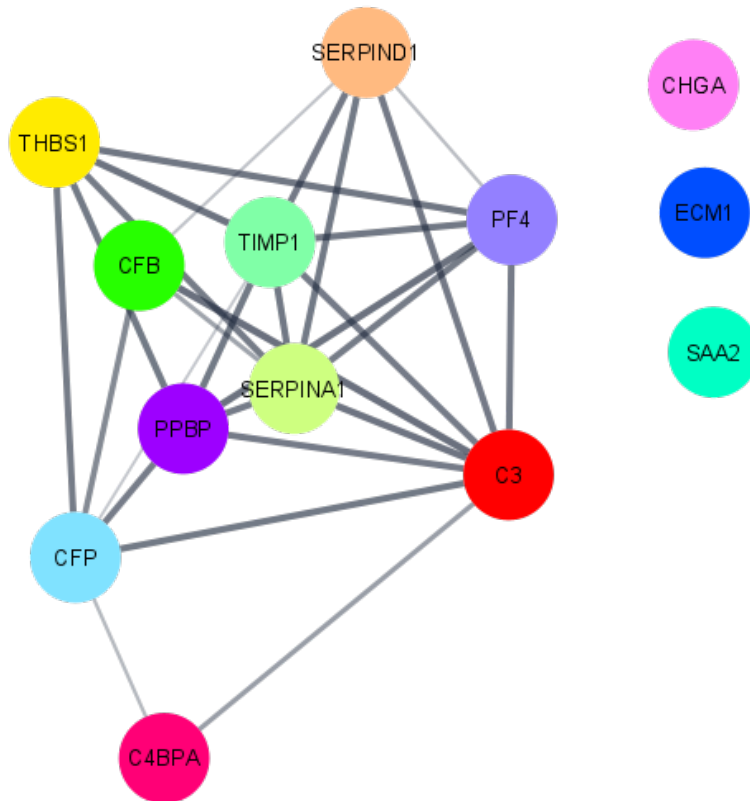 SERPIND1
CHGA
THBS1
ECM1
PF4
TIMP1
CFB
SAA2
SERPINA1
PPBP
C3
CFP
C4BPA